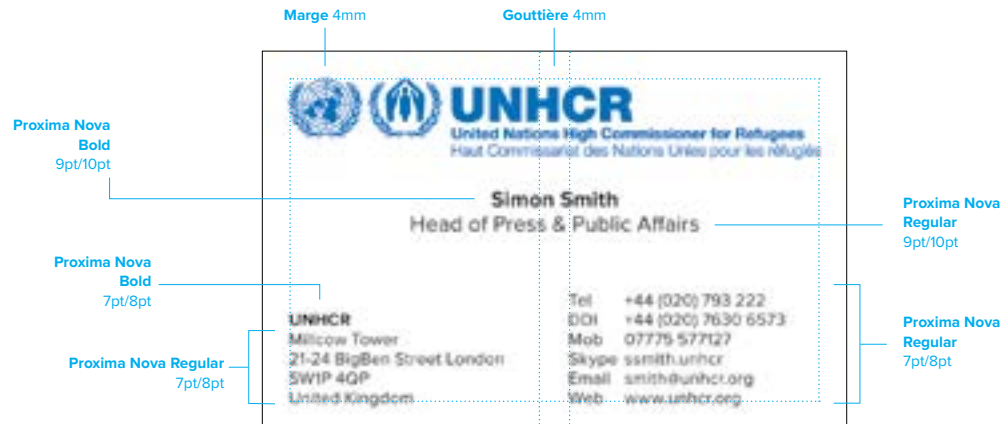 Marge 4mm
Gouttière 4mm
UNHCR
United Nations High Commissioner for Refugees
Haut Commissariat des Nations Unies pour les réfugiés
Proxima Nova
Bold
9pt/10pt
Simon Smith
Head of Press & Public Affairs
Proxima Nova
Regular
9pt/10pt
Proxima Nova
Bold
7pt/8pt
UNHCR
Millcow Tower
21-24 BigBen Street London
SW1P 4QP
United Kingdom
Proxima Nova Regular
7pt/8pt
Tel +44 (020) 793 222
DDI +44 (020) 7630 6573
Mob 07775 577127
Skype ssmith.unhcr
Email smith@unhcr.org
Web www.unhcr.org
Proxima Nova
Regular
7pt/8pt